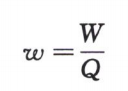 w = W/Q